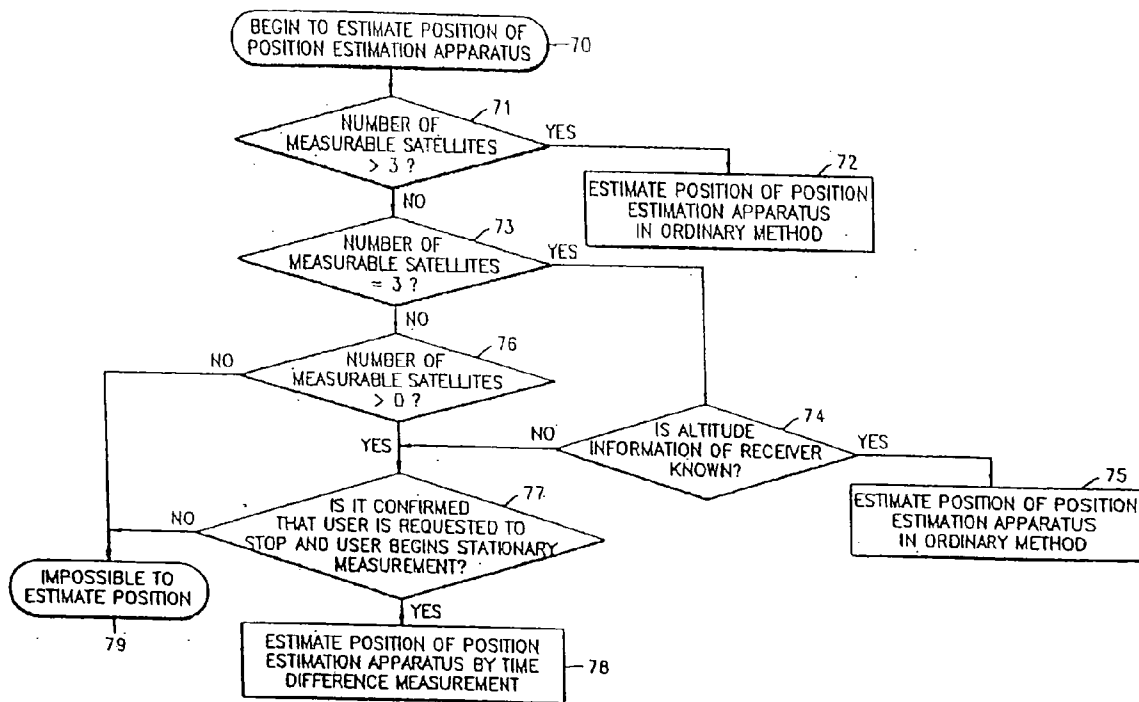 BEGIN TO ESTIMATE POSITION OF
POSITION ESTIMATION APPARATUS
70
71
NUMBER OF
MEASURABLE SATELLITES
> 3 ?
YES
NO
72
ESTIMATE POSITION OF POSITION
ESTIMATION APPARATUS
IN ORDINARY METHOD
73
NUMBER OF
MEASURABLE SATELLITES
= 3 ?
YES
NO
76
NO
NUMBER OF
MEASURABLE SATELLITES
> 0 ?
YES
74
NO
IS ALTITUDE
INFORMATION OF RECEIVER
KNOWN?
YES
75
ESTIMATE POSITION OF POSITION
ESTIMATION APPARATUS
IN ORDINARY METHOD
77
NO
IS IT CONFIRMED
THAT USER IS REQUESTED TO
STOP AND USER BEGINS STATIONARY
MEASUREMENT?
YES
IMPOSSIBLE TO
ESTIMATE POSITION
79
ESTIMATE POSITION OF POSITION
ESTIMATION APPARATUS BY TIME
DIFFERENCE MEASUREMENT
78